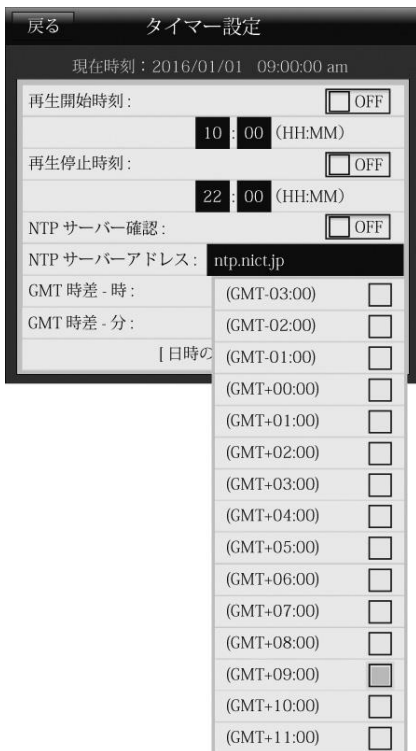 戻る タイマー設定
現在時刻：2016/01/01 09:00:00 am
再生開始時刻： OFF
10 : 00 (HH:MM)
再生停止時刻： OFF
22 : 00 (HH:MM)
NTP サーバー確認： OFF
NTP サーバーアドレス： ntp.nict.jp
GMT 時差 - 時：
GMT 時差 - 分：
[ 日時の
(GMT-03:00)
(GMT-02:00)
(GMT-01:00)
(GMT+00:00)
(GMT+01:00)
(GMT+02:00)
(GMT+03:00)
(GMT+04:00)
(GMT+05:00)
(GMT+06:00)
(GMT+07:00)
(GMT+08:00)
(GMT+09:00)
(GMT+10:00)
(GMT+11:00)